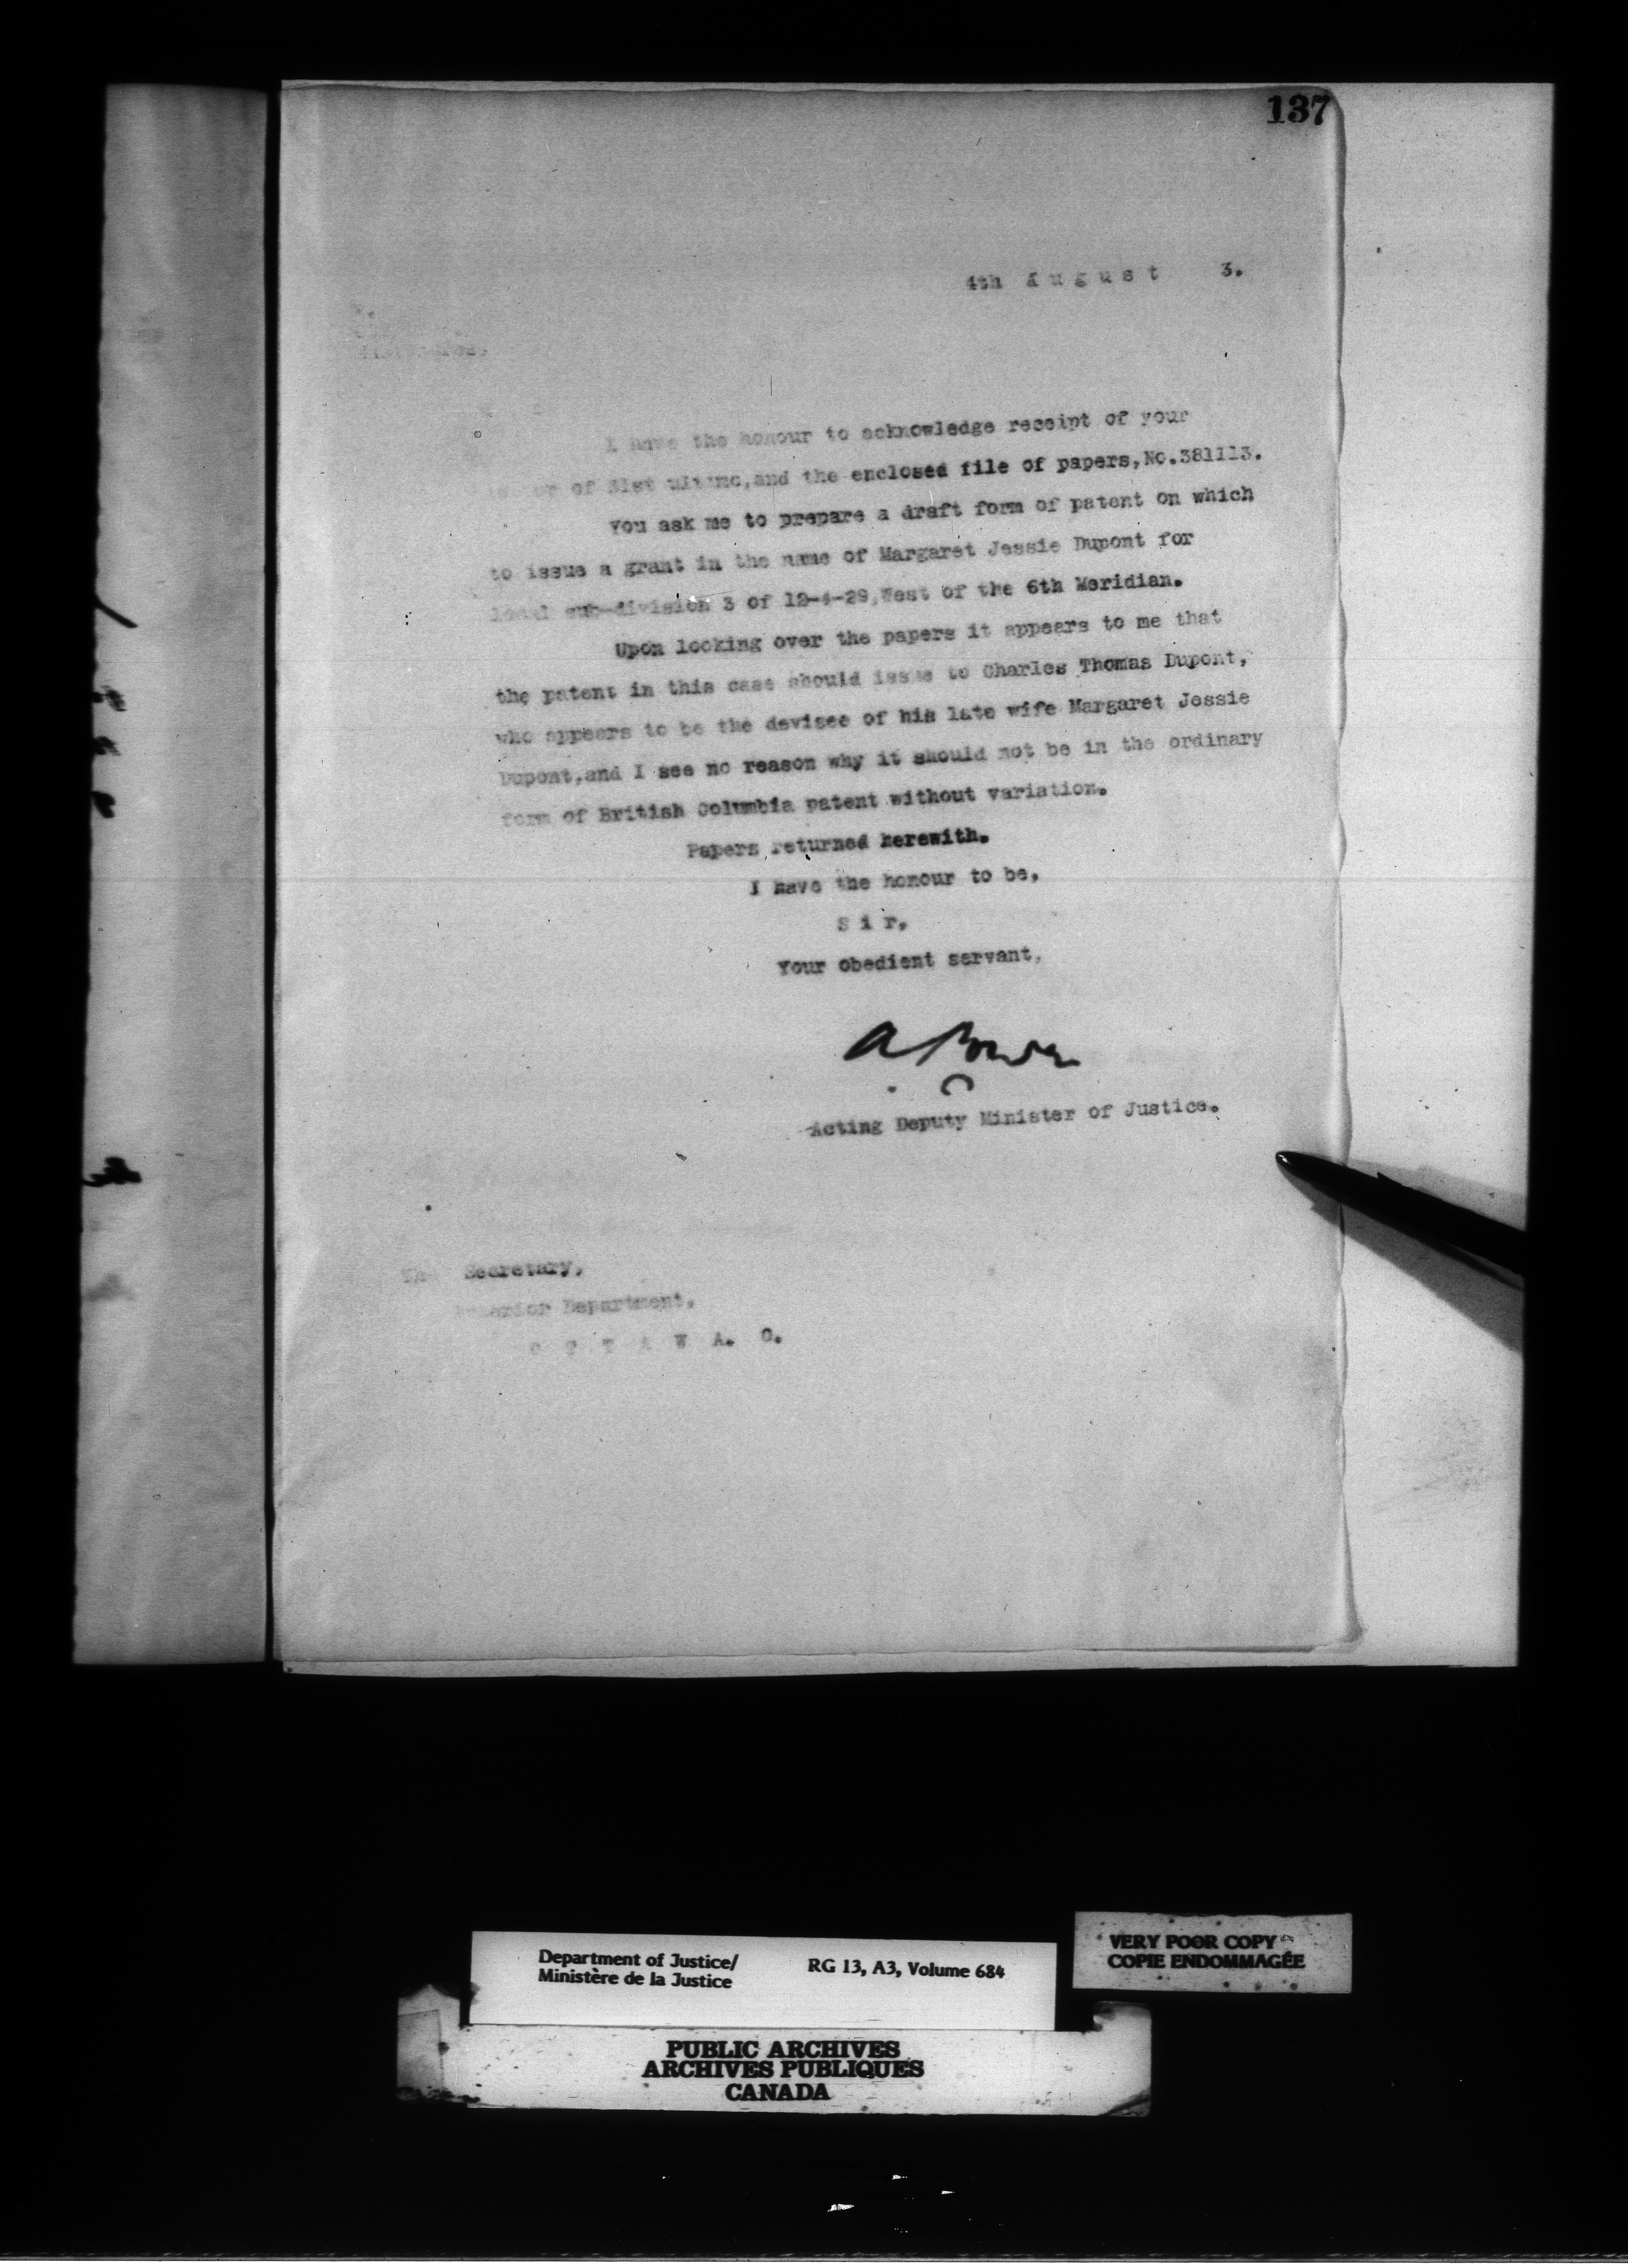 137
4th August 3.
I have the honour to acknowledge receipt of your
of 31st ultimo,and the enclosed file of papers,No.381113.
You ask me to prepare a draft form of patent on which
to issue a grant in the name of Margaret Jessie Dupont for
legal sub-division 3 of 12-4-29,West of the 6th Meridian.
Upon looking over the papers it appears to me that
the patent in this case should issue to Charles Thomas Dupont,
who appears to be the devisee of his late wife Margaret Jessie
Dupont,and I see no reason why it should not be in the ordinary
form of British Columbia patent without variation.
Papers returned herewith.
I have the honour to be,
S i r,
Your obedient servant,
Acting Deputy Minister of Justice.
The Secretary,
Interior Department,
O T T A W A. O.
Department of Justice/
Ministère de la Justice
RG 13, A3, Volume 684
VERY POOR COPY
COPIE ENDOMMAGÉE
PUBLIC ARCHIVES
ARCHIVES PUBLIQUES
CANADA